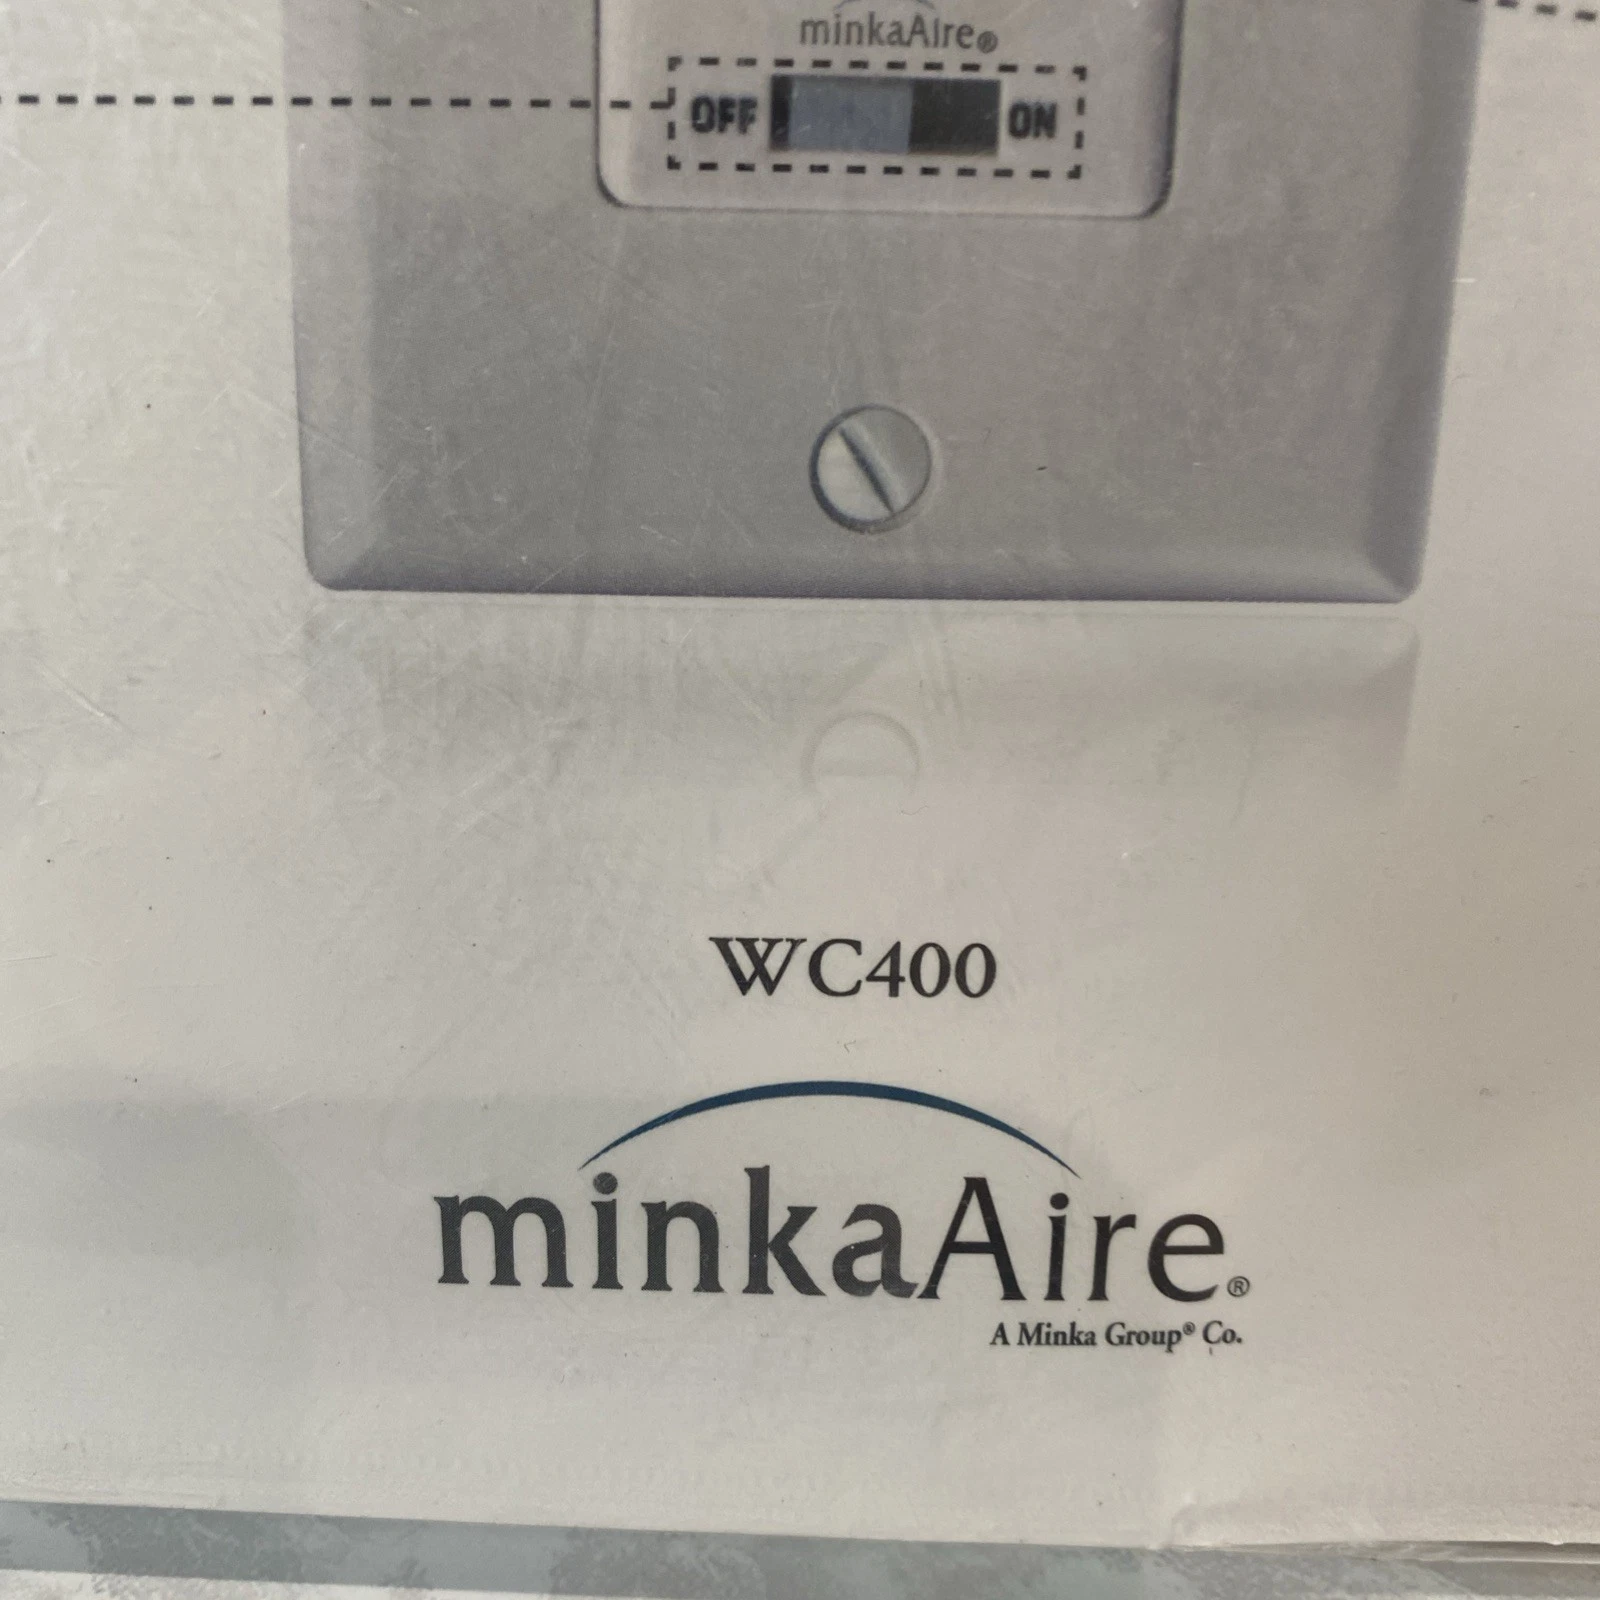 minkaAire®
OFF ON
WC400
minkaAire®
A Minka Group® Co.